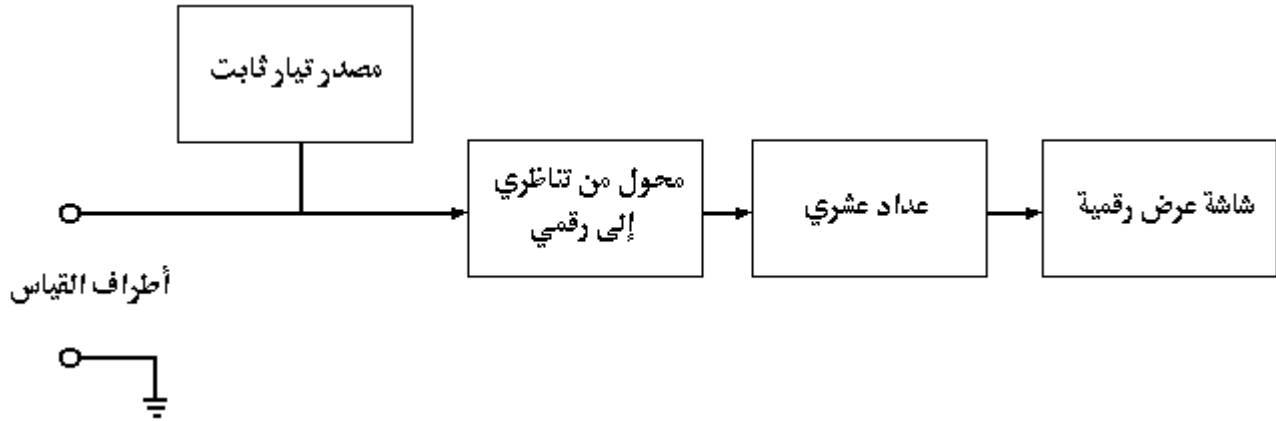 مصدر تيار ثابت
محول من تناظري
إلى رقمي
عداد عشري
شاشة عرض رقمية
أطراف القياس